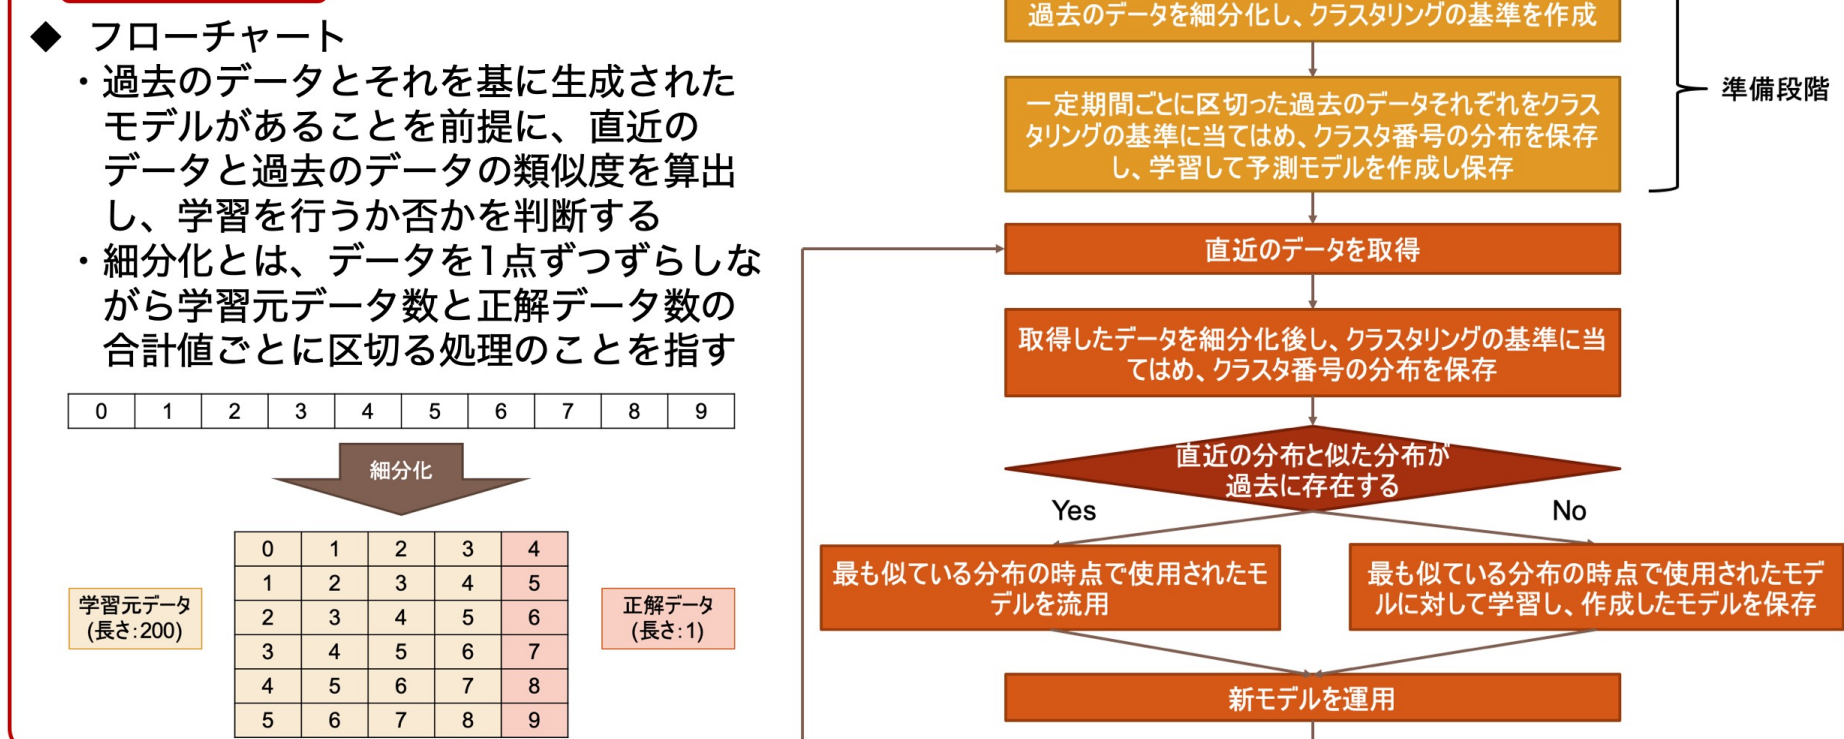 ◆ フローチャート
・過去のデータとそれを基に生成された
モデルがあることを前提に、直近の
データと過去のデータの類似度を算出
し、学習を行うか否かを判断する
・細分化とは、データを1点ずつずらしな
がら学習元データ数と正解データ数の
合計値ごとに区切る処理のことを指す
0 1 2 3 4 5 6 7 8 9
細分化
0 1 2 3 4
1 2 3 4 5
2 3 4 5 6
3 4 5 6 7
4 5 6 7 8
5 6 7 8 9
学習元データ
(長さ:200)
正解データ
(長さ:1)
過去のデータを細分化し、クラスタリングの基準を作成
一定期間ごとに区切った過去のデータそれぞれをクラス
タリングの基準に当てはめ、クラスタ番号の分布を保存
し、学習して予測モデルを作成し保存
準備段階
直近のデータを取得
取得したデータを細分化後し、クラスタリングの基準に当
てはめ、クラスタ番号の分布を保存
直近の分布と似た分布が
過去に存在する
Yes
No
最も似ている分布の時点で使用されたモ
デルを流用
最も似ている分布の時点で使用されたモデ
ルに対して学習し、作成したモデルを保存
新モデルを運用